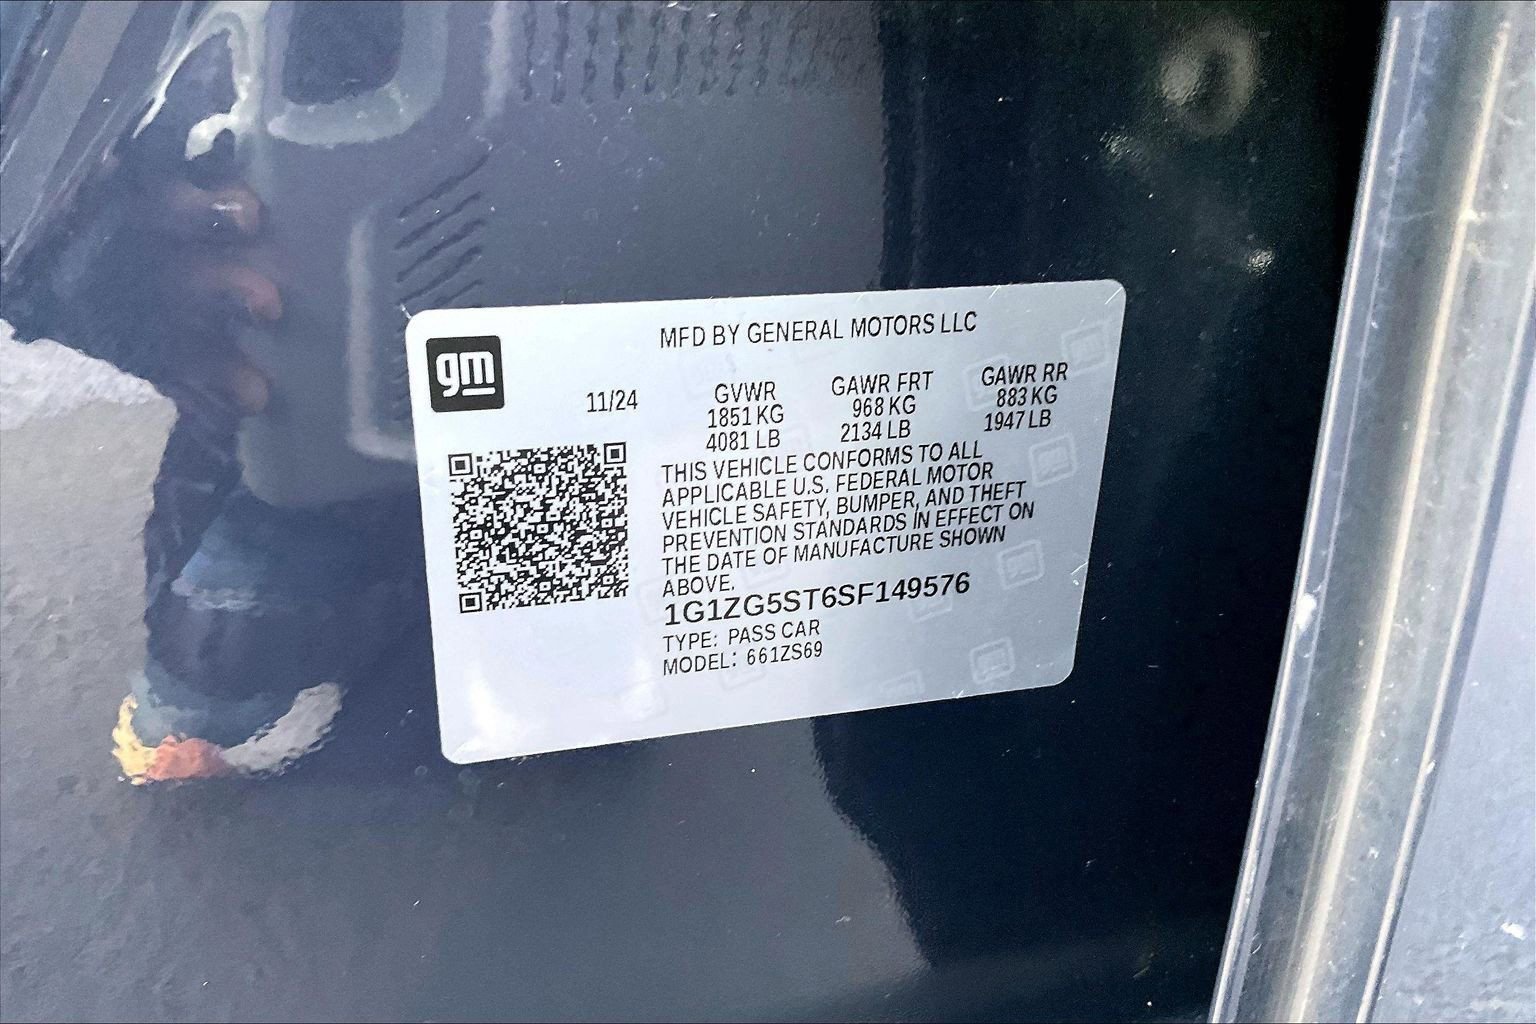 gm
MFD BY GENERAL MOTORS LLC
11/24 GVWR GAWR FRT GAWR RR
1851 KG 968 KG 883 KG
4081 LB 2134 LB 1947 LB
THIS VEHICLE CONFORMS TO ALL
APPLICABLE U.S. FEDERAL MOTOR
VEHICLE SAFETY, BUMPER, AND THEFT
PREVENTION STANDARDS IN EFFECT ON
THE DATE OF MANUFACTURE SHOWN
ABOVE.
1G1ZG5ST6SF149576
TYPE: PASS CAR
MODEL: 661ZS69